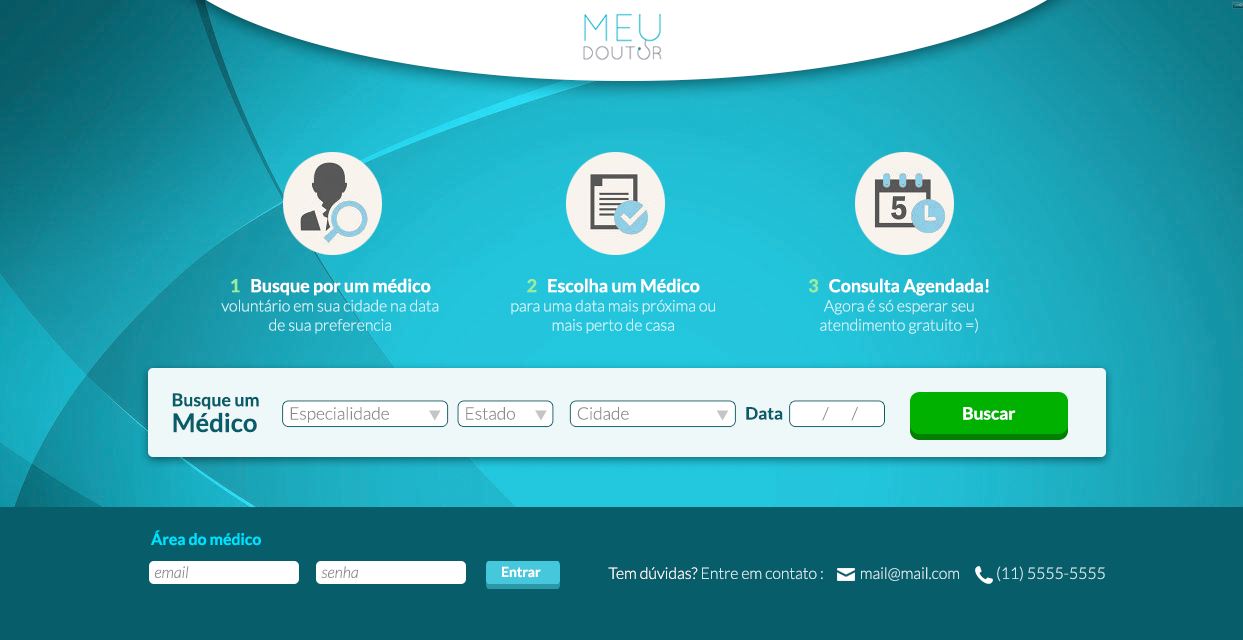 MEU
DOUTOR
5
1 Busque por um médico
voluntário em sua cidade na data
de sua preferencia
2 Escolha um Médico
para uma data mais próxima ou
mais perto de casa
3 Consulta Agendada!
Agora é só esperar seu
atendimento gratuito =)
Busque um
Médico
Especialidade
Estado
Cidade
Data / /
Buscar
Área do médico
email
senha
Entrar
Tem dúvidas? Entre em contato : mail@mail.com (11) 5555-5555